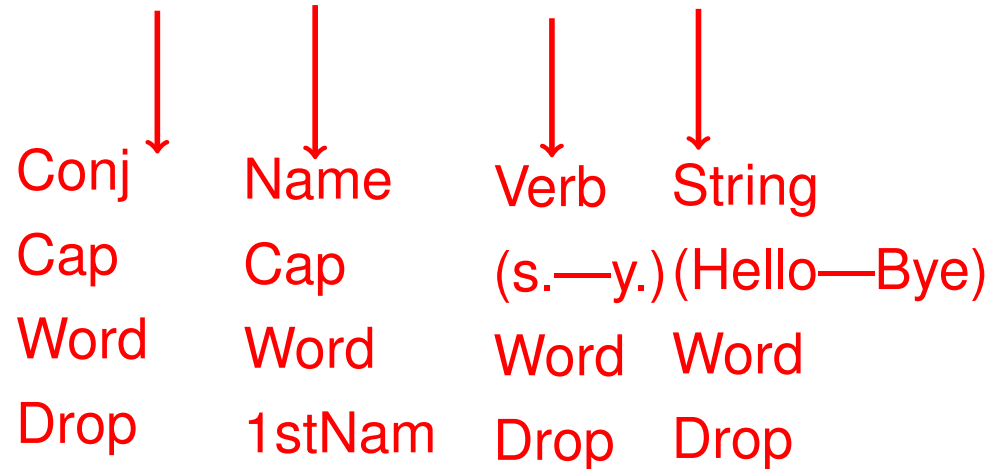 Conj Name Verb String
Cap Cap (s.—y.) (Hello—Bye)
Word Word Word Word
Drop 1stNam Drop Drop